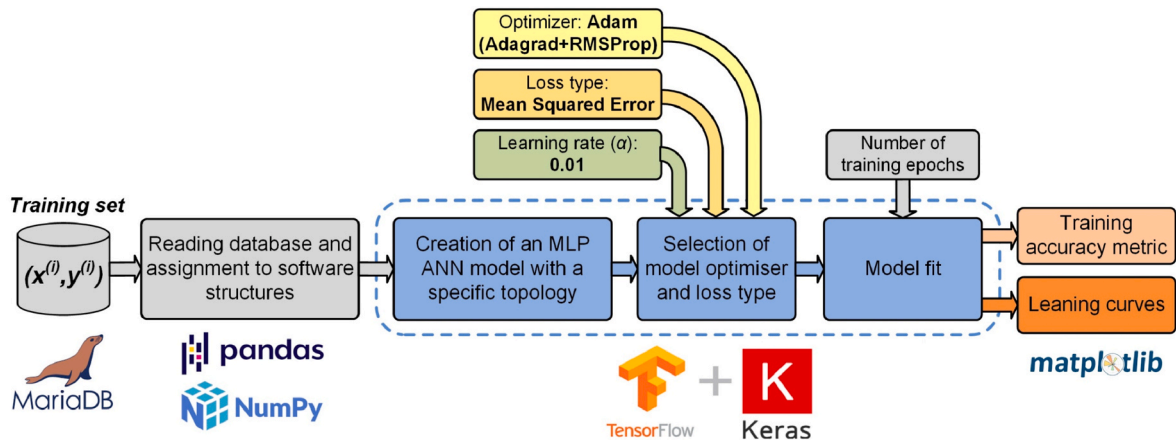 Optimizer: Adam
(Adagrad+RMSProp)
Loss type:
Mean Squared Error
Learning rate (α):
0.01
Number of
training epochs
Training set
(x^(i),y^(i))
Reading database and
assignment to software
structures
Creation of an MLP
ANN model with a
specific topology
Selection of
model optimiser
and loss type
Model fit
Training
accuracy metric
Leaning curves
MariaDB
pandas
NumPy
TensorFlow
+
K
Keras
matplotlib